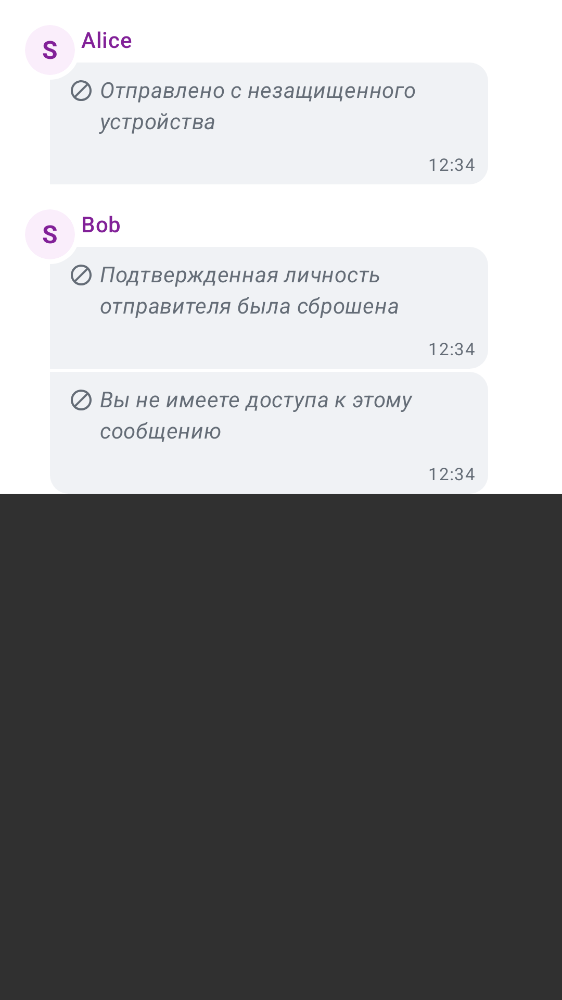 S
Alice
Отправлено с незащищенного
устройства
12:34
S
Bob
Подтвержденная личность
отправителя была сброшена
12:34
Вы не имеете доступа к этому
сообщению
12:34